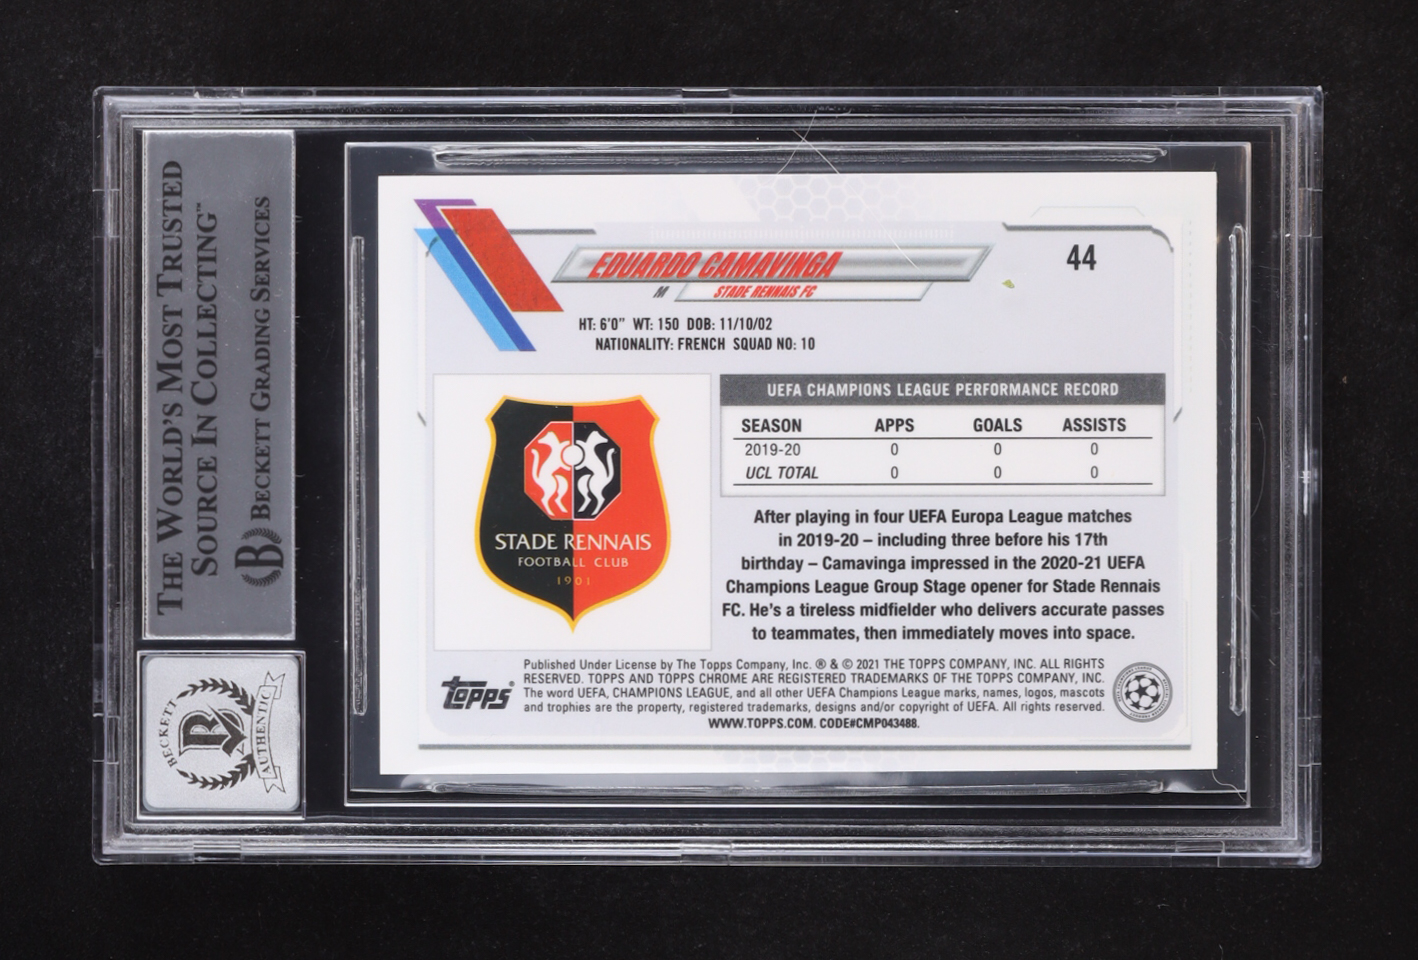 THE WORLD'S MOST TRUSTED
SOURCE IN COLLECTING™
BECKETT GRADING SERVICES
B
BECKETT
B
AUTHENTIC
EDUARDO CAMAVINGA
M STADE RENNAIS FC
44
HT: 6'0" WT: 150 DOB: 11/10/02
NATIONALITY: FRENCH SQUAD NO: 10
STADE RENNAIS
FOOTBALL CLUB
1901
UEFA CHAMPIONS LEAGUE PERFORMANCE RECORD
SEASON APPS GOALS ASSISTS
2019-20 0 0 0
UCL TOTAL 0 0 0
After playing in four UEFA Europa League matches
in 2019-20 – including three before his 17th
birthday – Camavinga impressed in the 2020-21 UEFA
Champions League Group Stage opener for Stade Rennais
FC. He's a tireless midfielder who delivers accurate passes
to teammates, then immediately moves into space.
topps®
Published Under License by The Topps Company, Inc. ® & © 2021 THE TOPPS COMPANY, INC. ALL RIGHTS
RESERVED. TOPPS AND TOPPS CHROME ARE REGISTERED TRADEMARKS OF THE TOPPS COMPANY, INC.
The word UEFA, CHAMPIONS LEAGUE, and all other UEFA Champions League marks, names, logos, mascots
and trophies are the property, registered trademarks, designs and/or copyright of UEFA. All rights reserved.
WWW.TOPPS.COM. CODE#CMP043488.